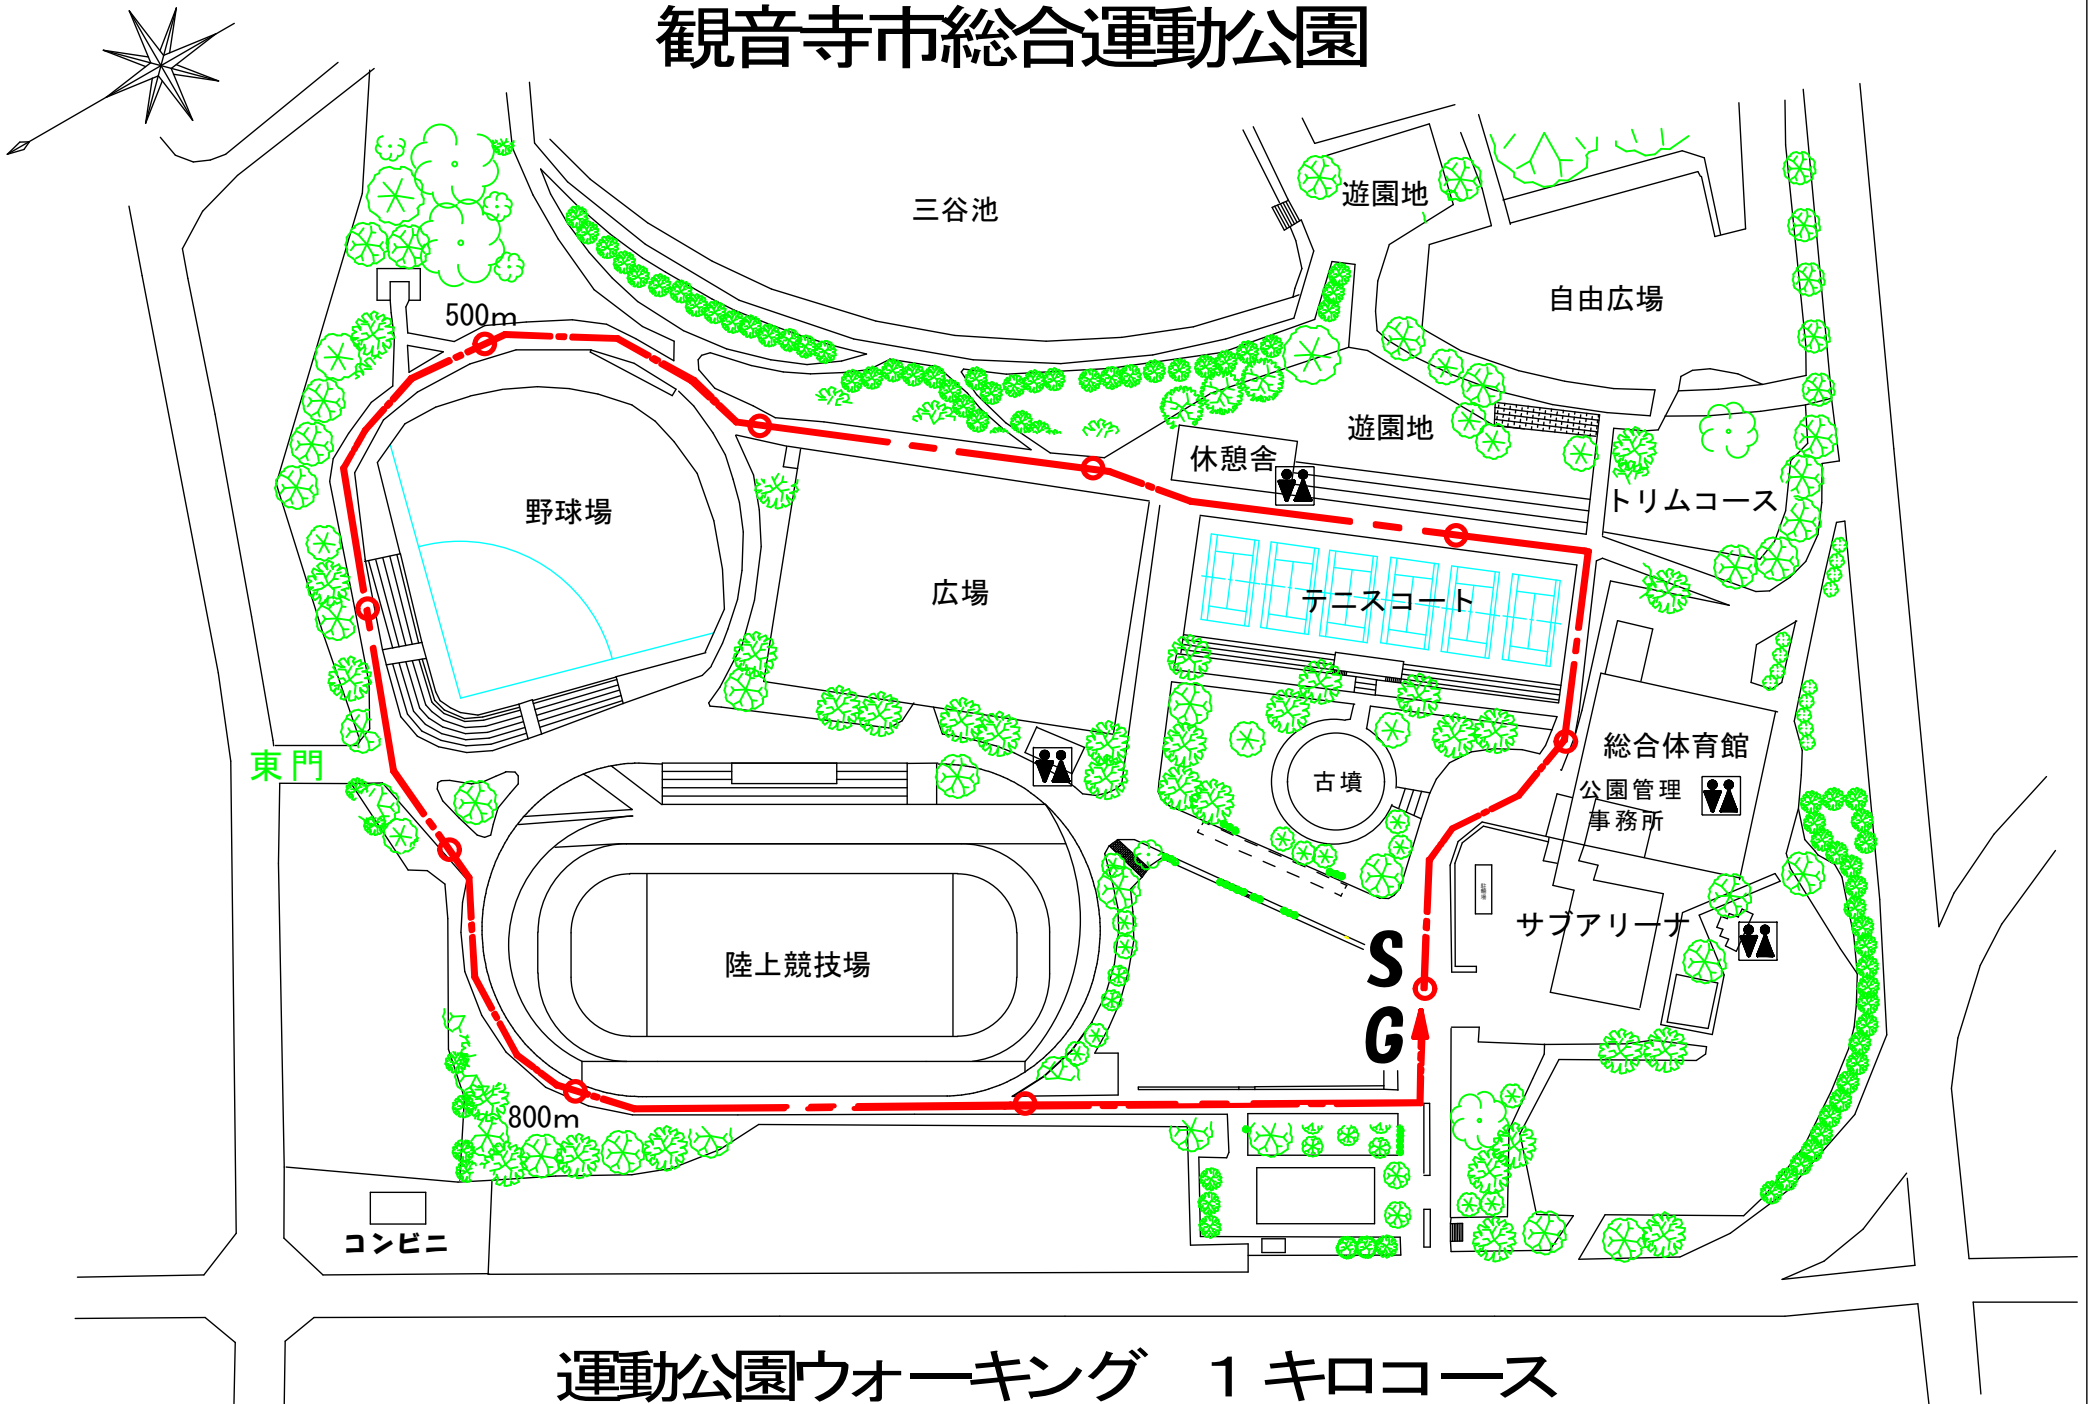 観音寺市総合運動公園
三谷池
遊園地
自由広場
500m
遊園地
休憩舎
トリムコース
野球場
広場
テニスコート
東門
総合体育館
古墳
公園管理
事務所
サブアリーナ
陸上競技場
S
G
800m
コンビニ
運動公園ウォーキング　1キロコース